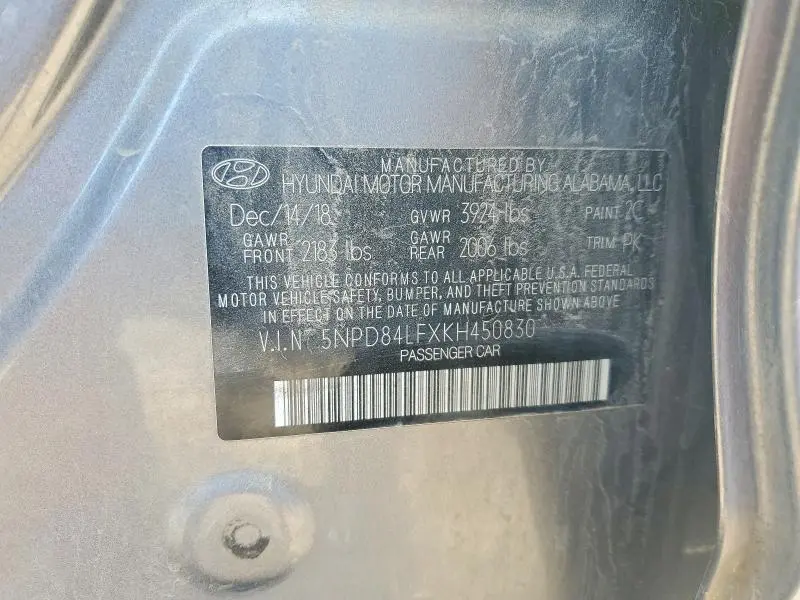 MANUFACTURED BY
HYUNDAI MOTOR MANUFACTURING ALABAMA, LLC
Dec/14/18 GVWR 3924 lbs PAINT 2C
GAWR FRONT 2183 lbs GAWR REAR 2006 lbs TRIM PK
THIS VEHICLE CONFORMS TO ALL APPLICABLE U.S.A. FEDERAL
MOTOR VEHICLE SAFETY, BUMPER, AND THEFT PREVENTION STANDARDS
IN EFFECT ON THE DATE OF MANUFACTURE SHOWN ABOVE
V.I.N 5NPD84LFXKH450830
PASSENGER CAR